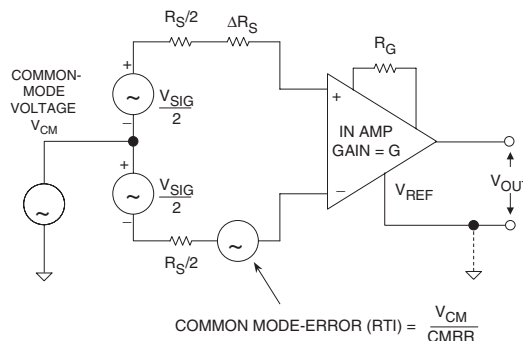 R_S/2
ΔR_S
R_G
COMMON-
MODE
VOLTAGE
V_CM
+
~
V_SIG
2
−
+
IN AMP
GAIN = G
−
+
~
V_SIG
2
−
~
V_REF
V_OUT
R_S/2
~
COMMON MODE-ERROR (RTI) = V_CM
CMRR